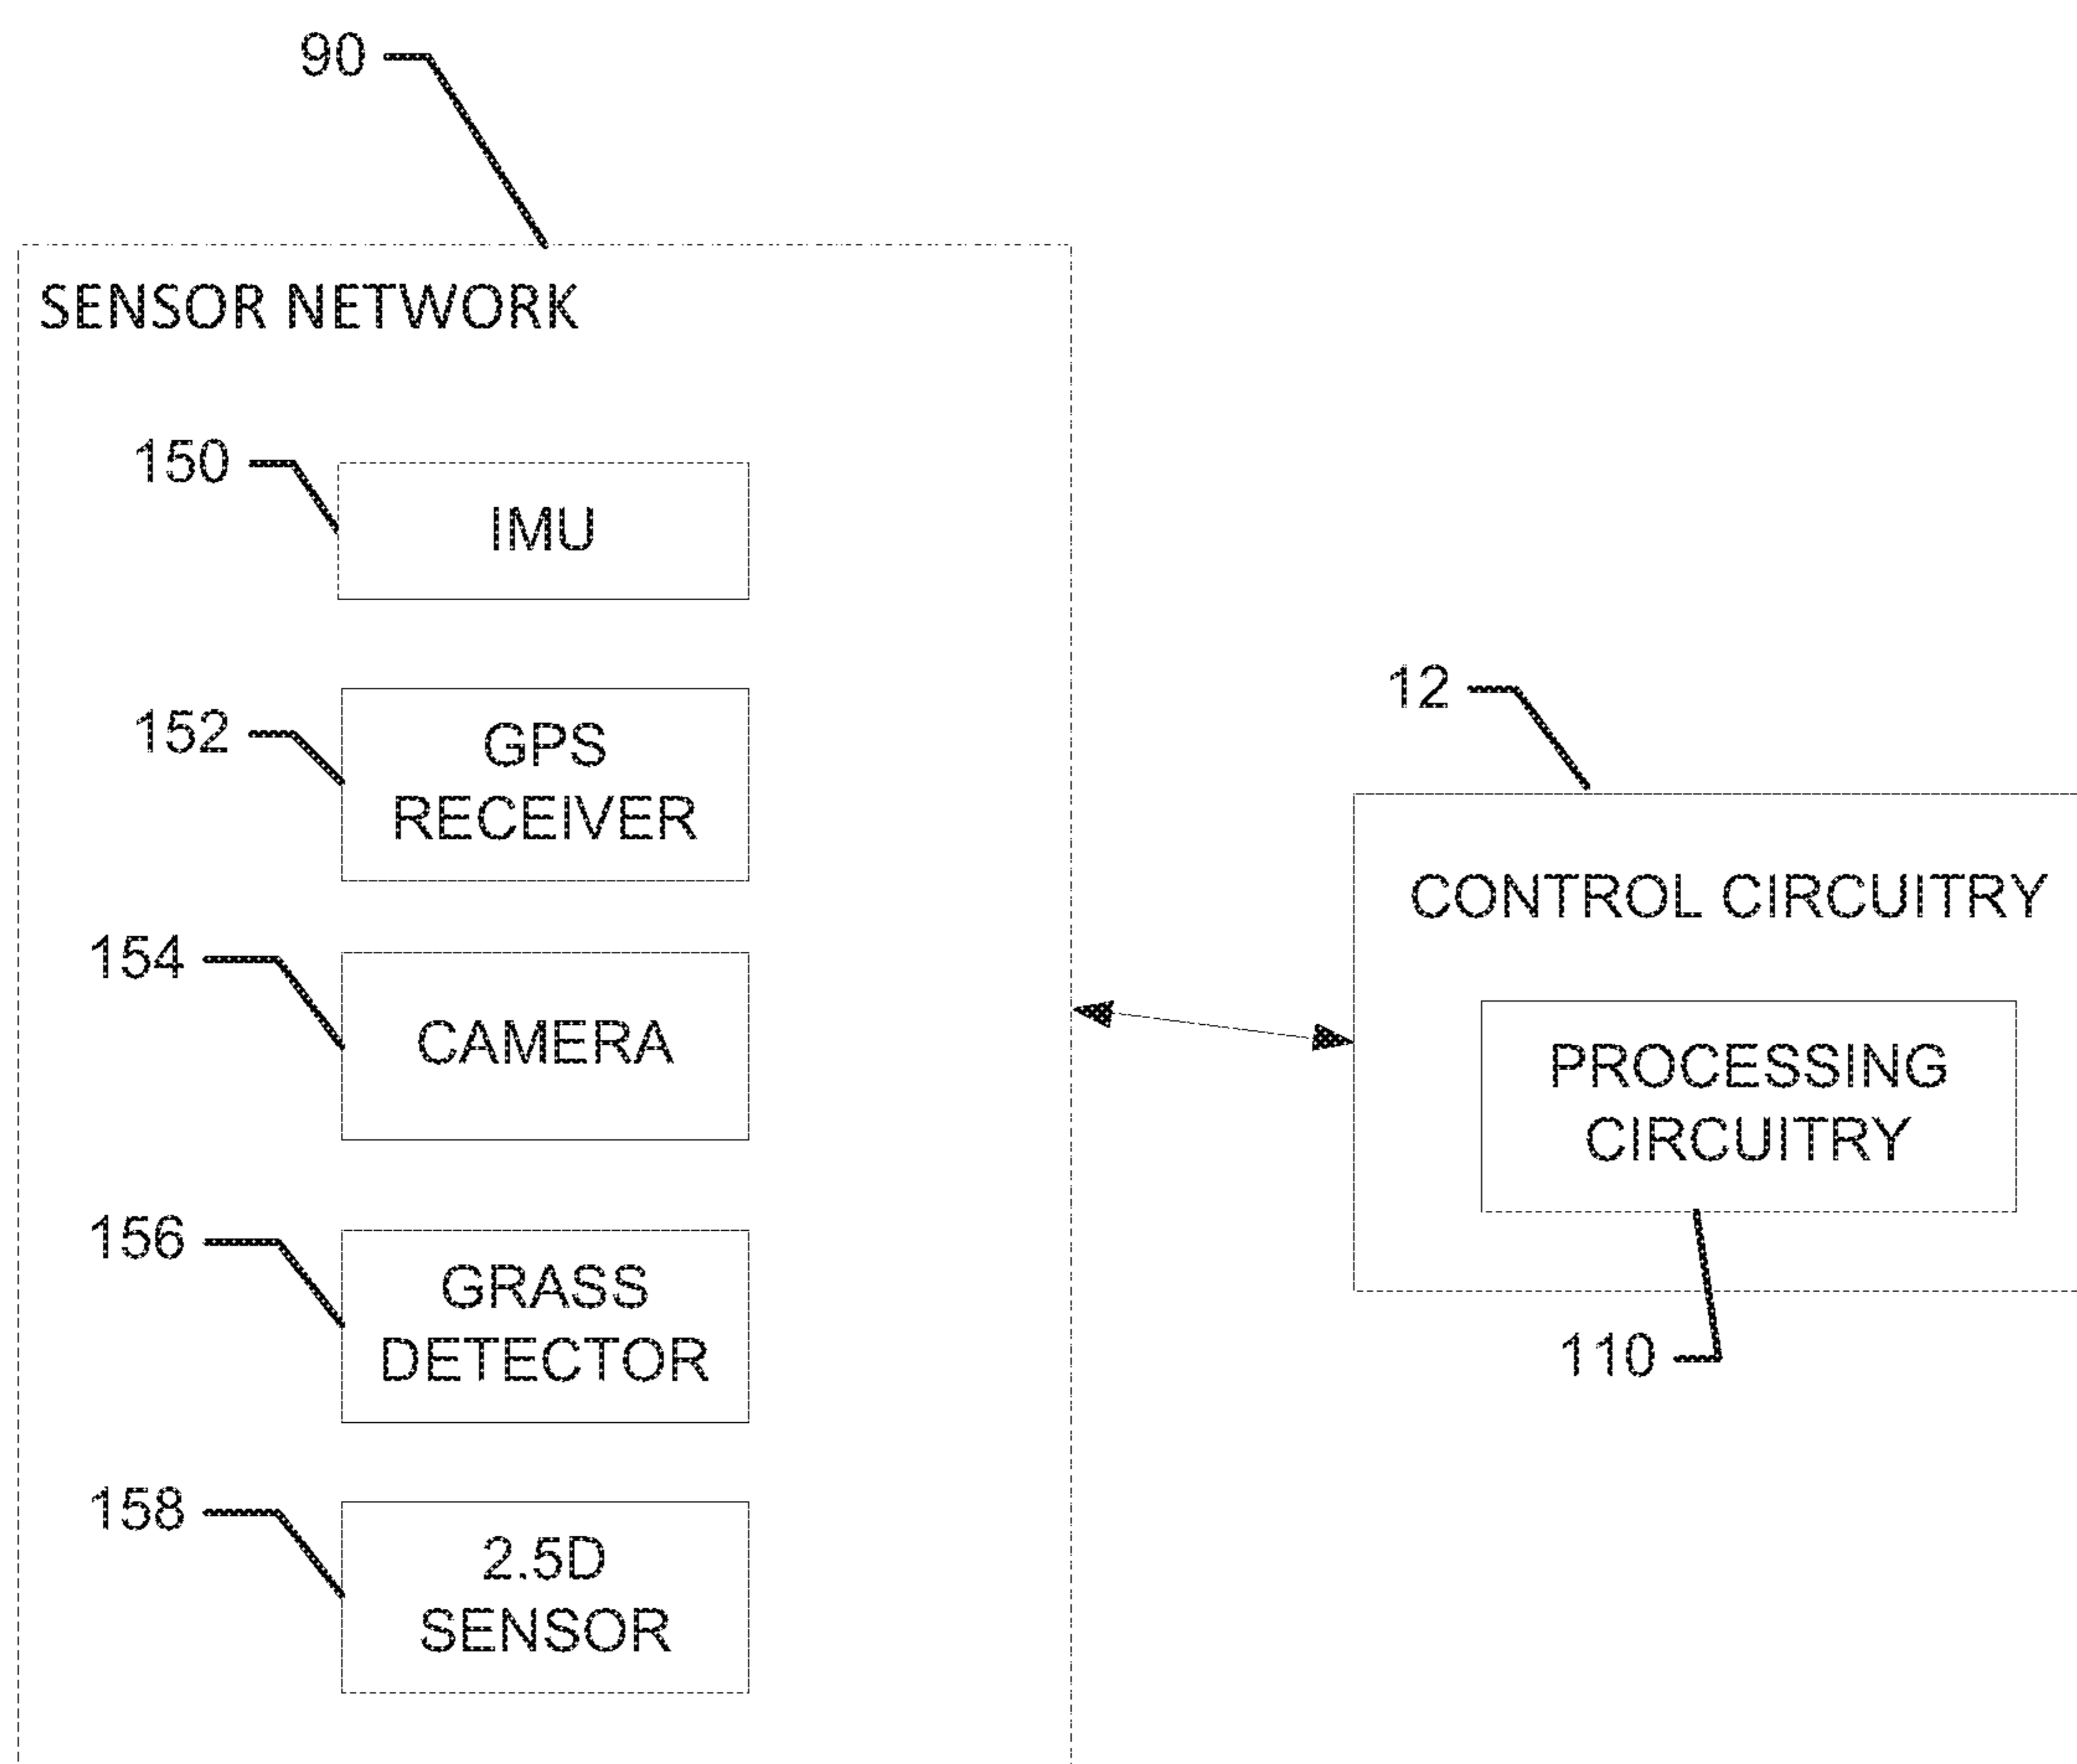 90
SENSOR NETWORK
150
IMU
152
GPS
RECEIVER
154
CAMERA
156
GRASS
DETECTOR
158
2.5D
SENSOR
12
CONTROL CIRCUITRY
PROCESSING
CIRCUITRY
110